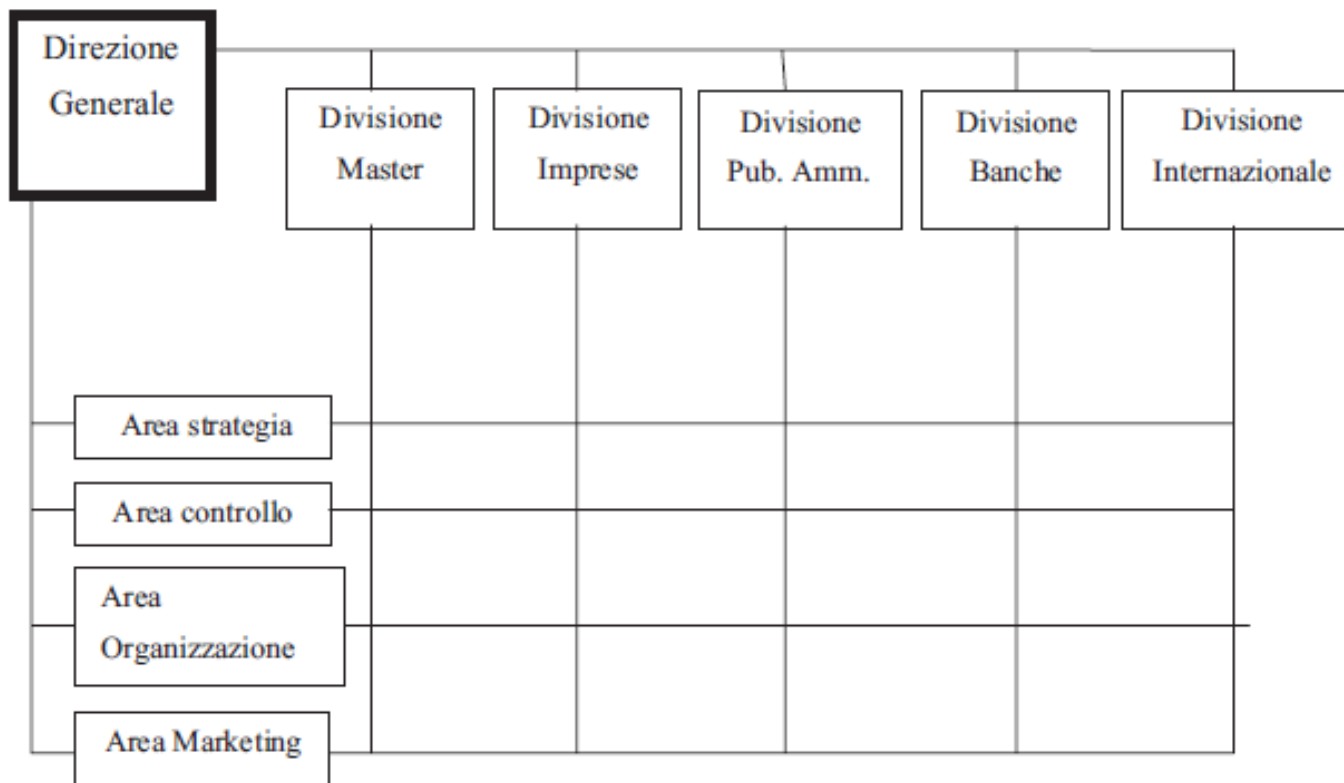 Direzione
Generale
Divisione
Master
Divisione
Imprese
Divisione
Pub. Amm.
Divisione
Banche
Divisione
Internazionale
Area strategia
Area controllo
Area
Organizzazione
Area Marketing